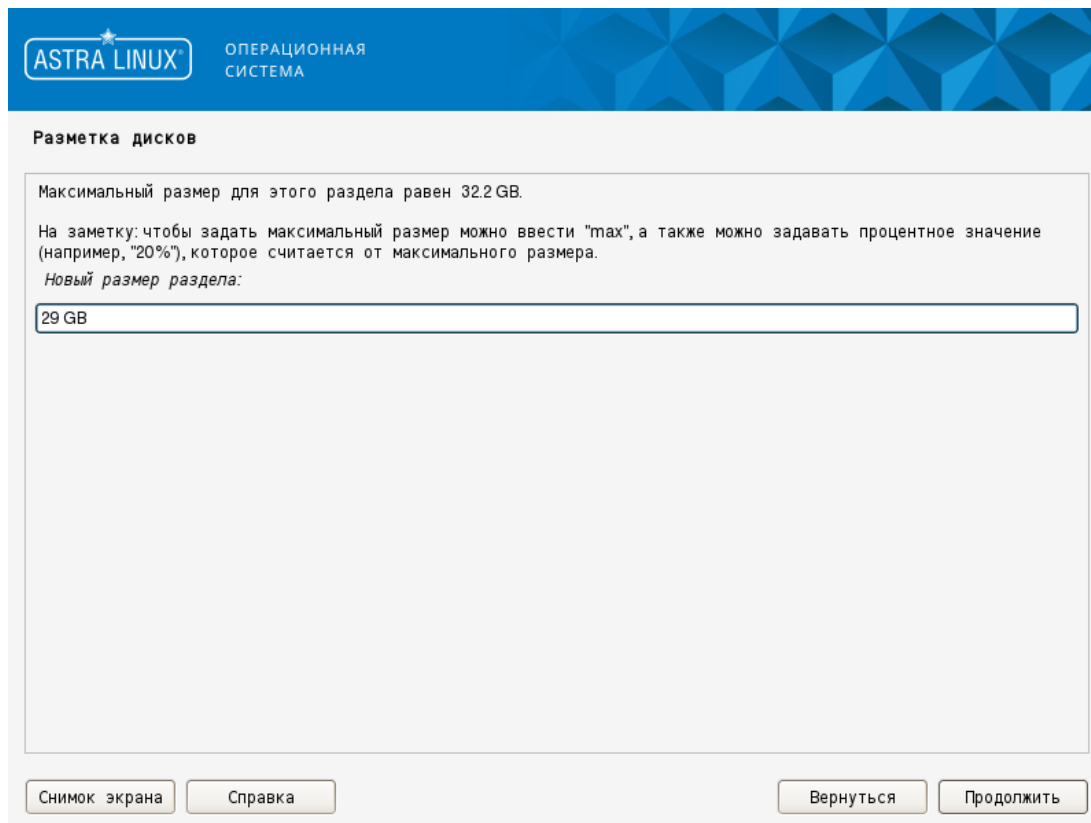 ASTRA LINUX®
ОПЕРАЦИОННАЯ
СИСТЕМА
Разметка дисков
Максимальный размер для этого раздела равен 32.2 GB.
На заметку: чтобы задать максимальный размер можно ввести "max", а также можно задавать процентное значение
(например, "20%"), которое считается от максимального размера.
Новый размер раздела:
29 GB
Снимок экрана
Справка
Вернуться
Продолжить